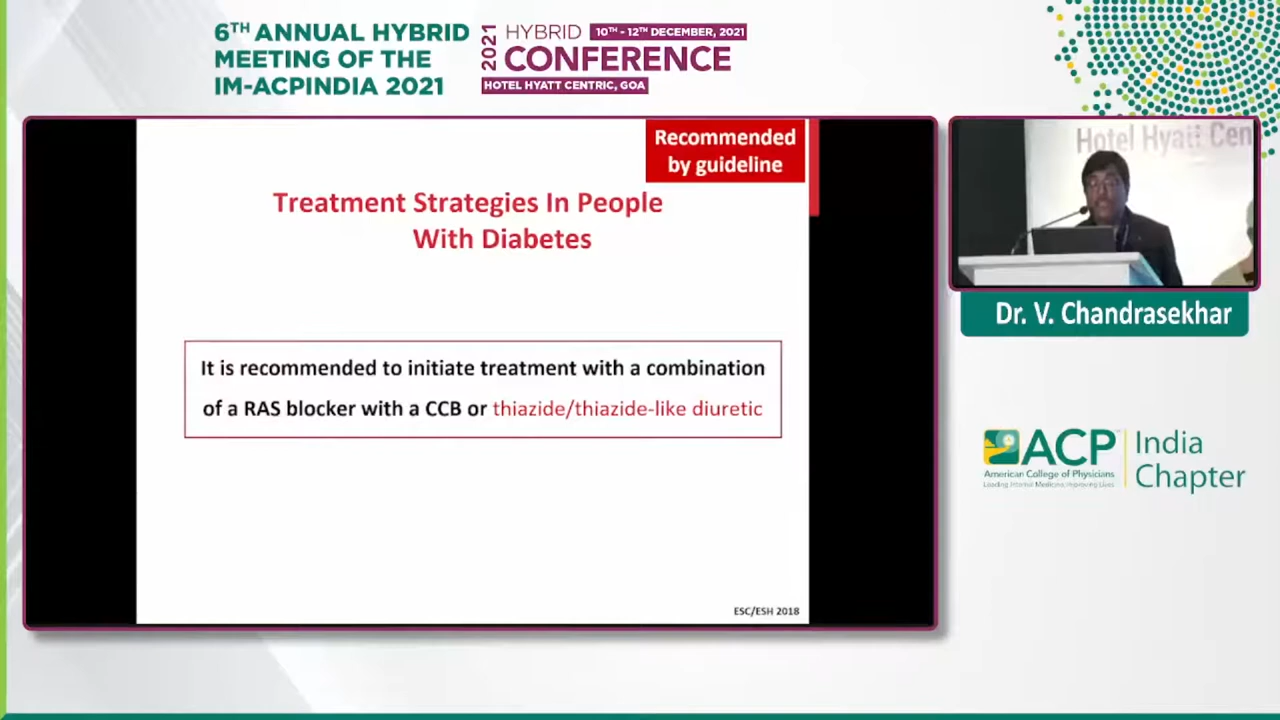 6TH ANNUAL HYBRID
MEETING OF THE
IM-ACPINDIA 2021
2021
HYBRID
10TH - 12TH DECEMBER, 2021
CONFERENCE
HOTEL HYATT CENTRIC, GOA
Recommended
by guideline
Treatment Strategies In People
With Diabetes
It is recommended to initiate treatment with a combination
of a RAS blocker with a CCB or thiazide/thiazide-like diuretic
ESC/ESH 2018
Hotel Hyatt Cen
Dr. V. Chandrasekhar
ACP
American College of Physicians
Leading Internal Medicine, Improving Lives
India
Chapter